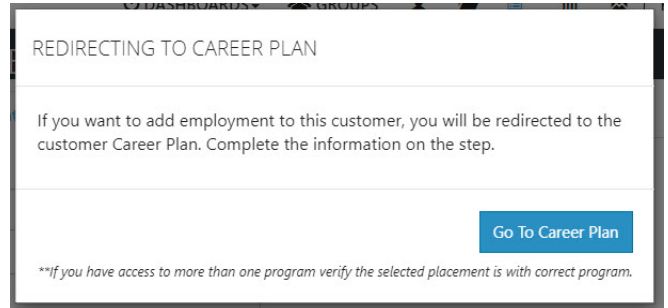 DASHBOARDS GROUPS
REDIRECTING TO CAREER PLAN
If you want to add employment to this customer, you will be redirected to the
customer Career Plan. Complete the information on the step.
Go To Career Plan
**If you have access to more than one program verify the selected placement is with correct program.